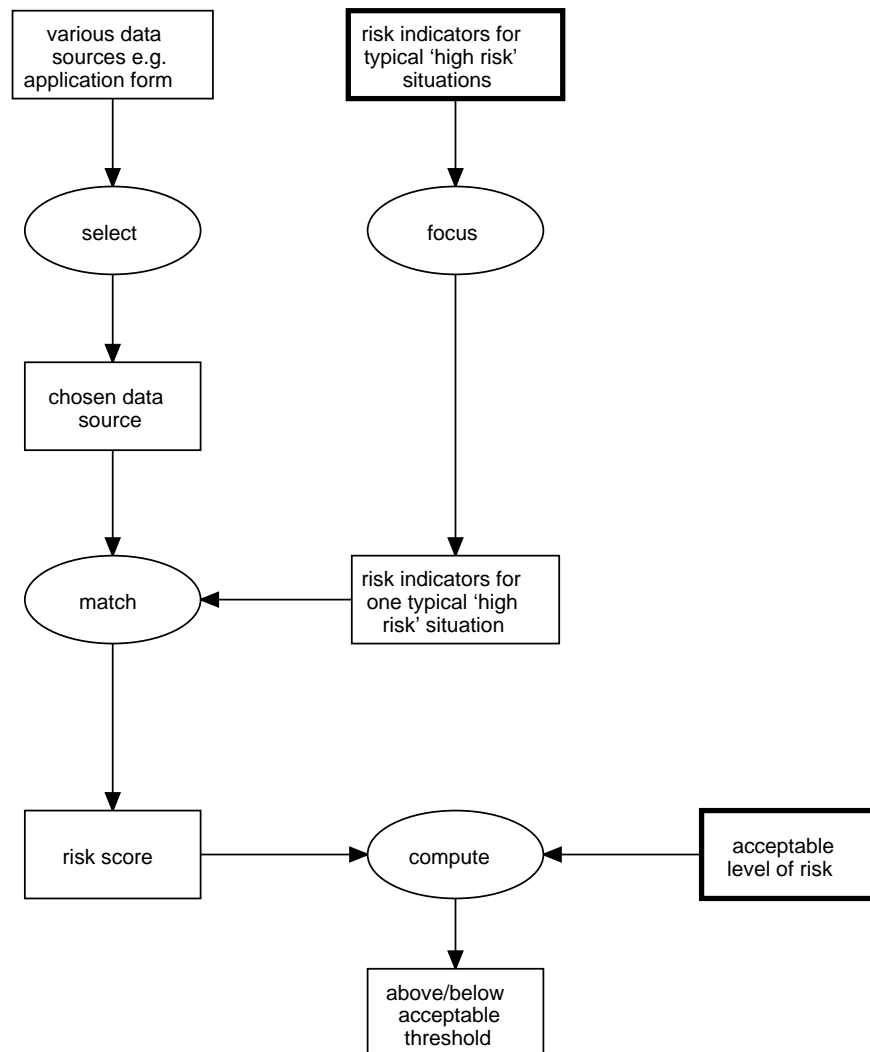 various data
sources e.g.
application form
risk indicators for
typical ‘high risk’
situations
select
focus
chosen data
source
match
risk indicators for
one typical ‘high
risk’ situation
risk score
compute
acceptable
level of risk
above/below
acceptable
threshold